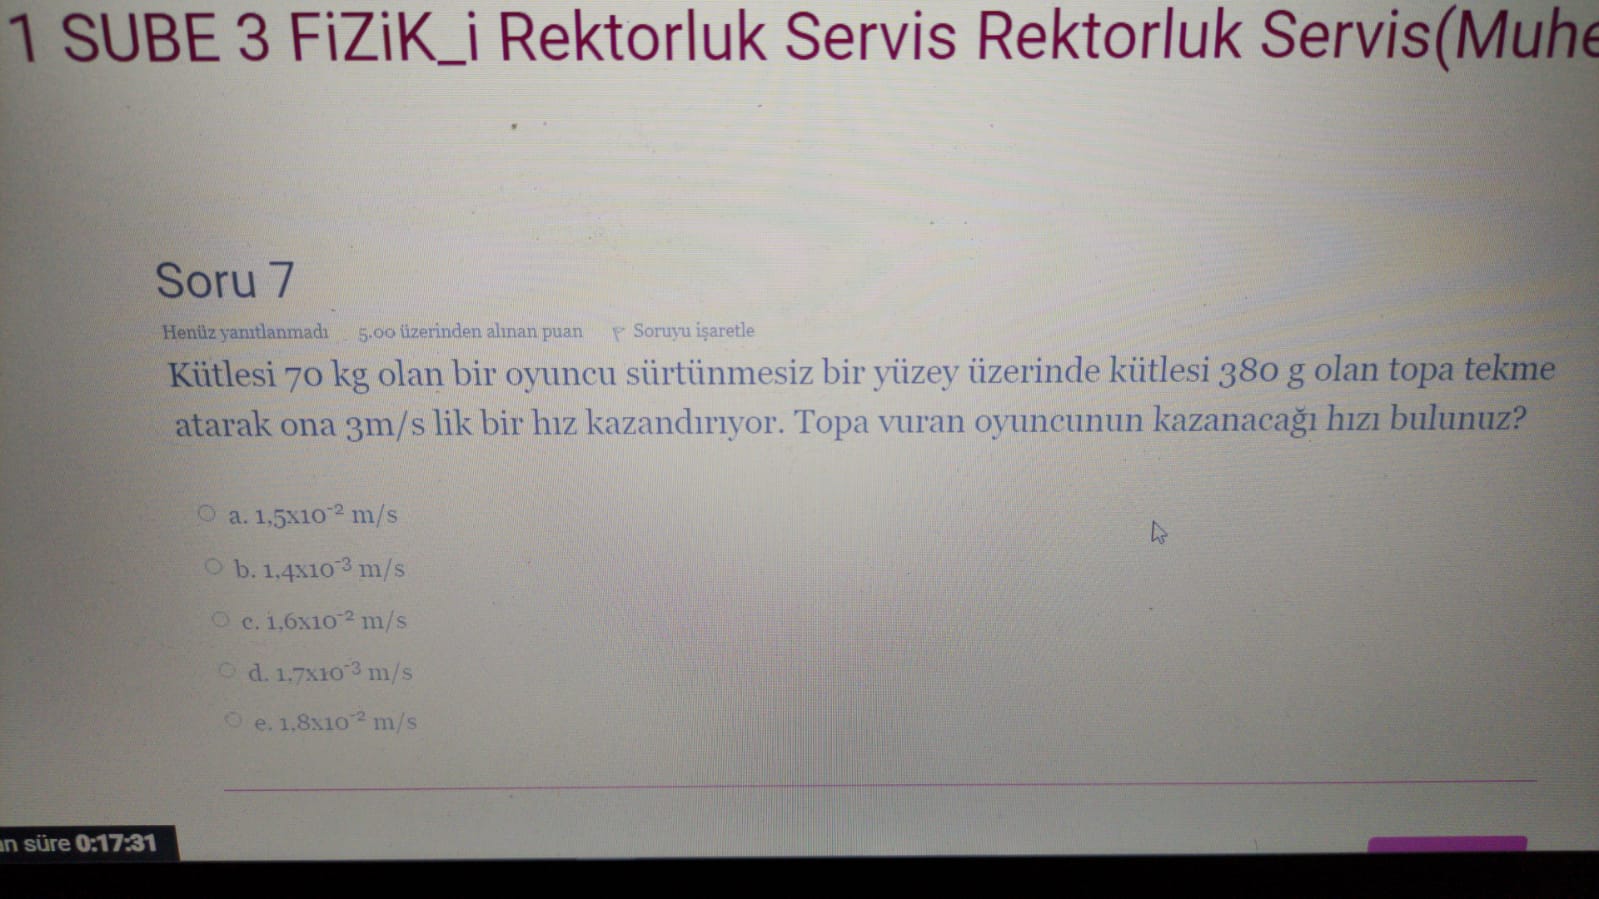 1 SUBE 3 FiZiK_i Rektorluk Servis Rektorluk Servis(Muhe
Soru 7
Henüz yanıtlanmadı 5,00 üzerinden alınan puan Soruyu işaretle
Kütlesi 70 kg olan bir oyuncu sürtünmesiz bir yüzey üzerinde kütlesi 380 g olan topa tekme
atarak ona 3m/s lik bir hız kazandırıyor. Topa vuran oyuncunun kazanacağı hızı bulunuz?
a. 1,5x10⁻² m/s
b. 1,4x10⁻³ m/s
c. 1,6x10⁻² m/s
d. 1,7x10⁻³ m/s
e. 1,8x10⁻² m/s
an süre 0:17:31